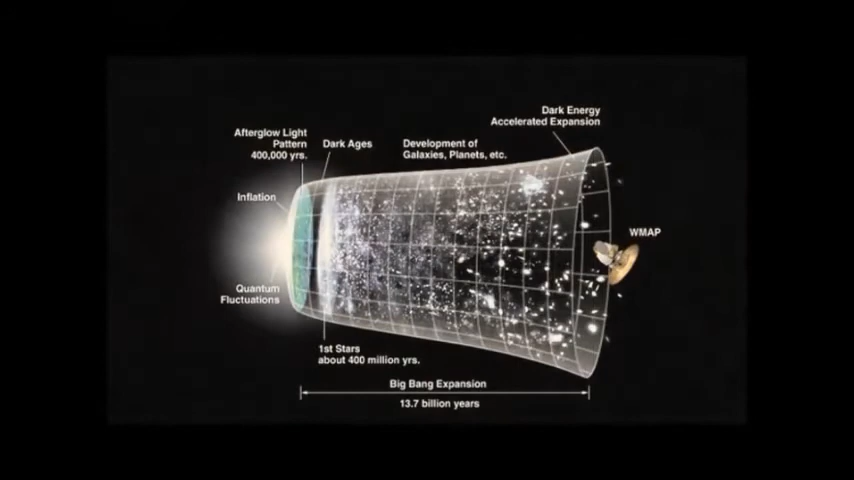 Dark Energy
Accelerated Expansion
Afterglow Light
Pattern
400,000 yrs.
Dark Ages
Development of
Galaxies, Planets, etc.
Inflation
WMAP
Quantum
Fluctuations
1st Stars
about 400 million yrs.
Big Bang Expansion
13.7 billion years